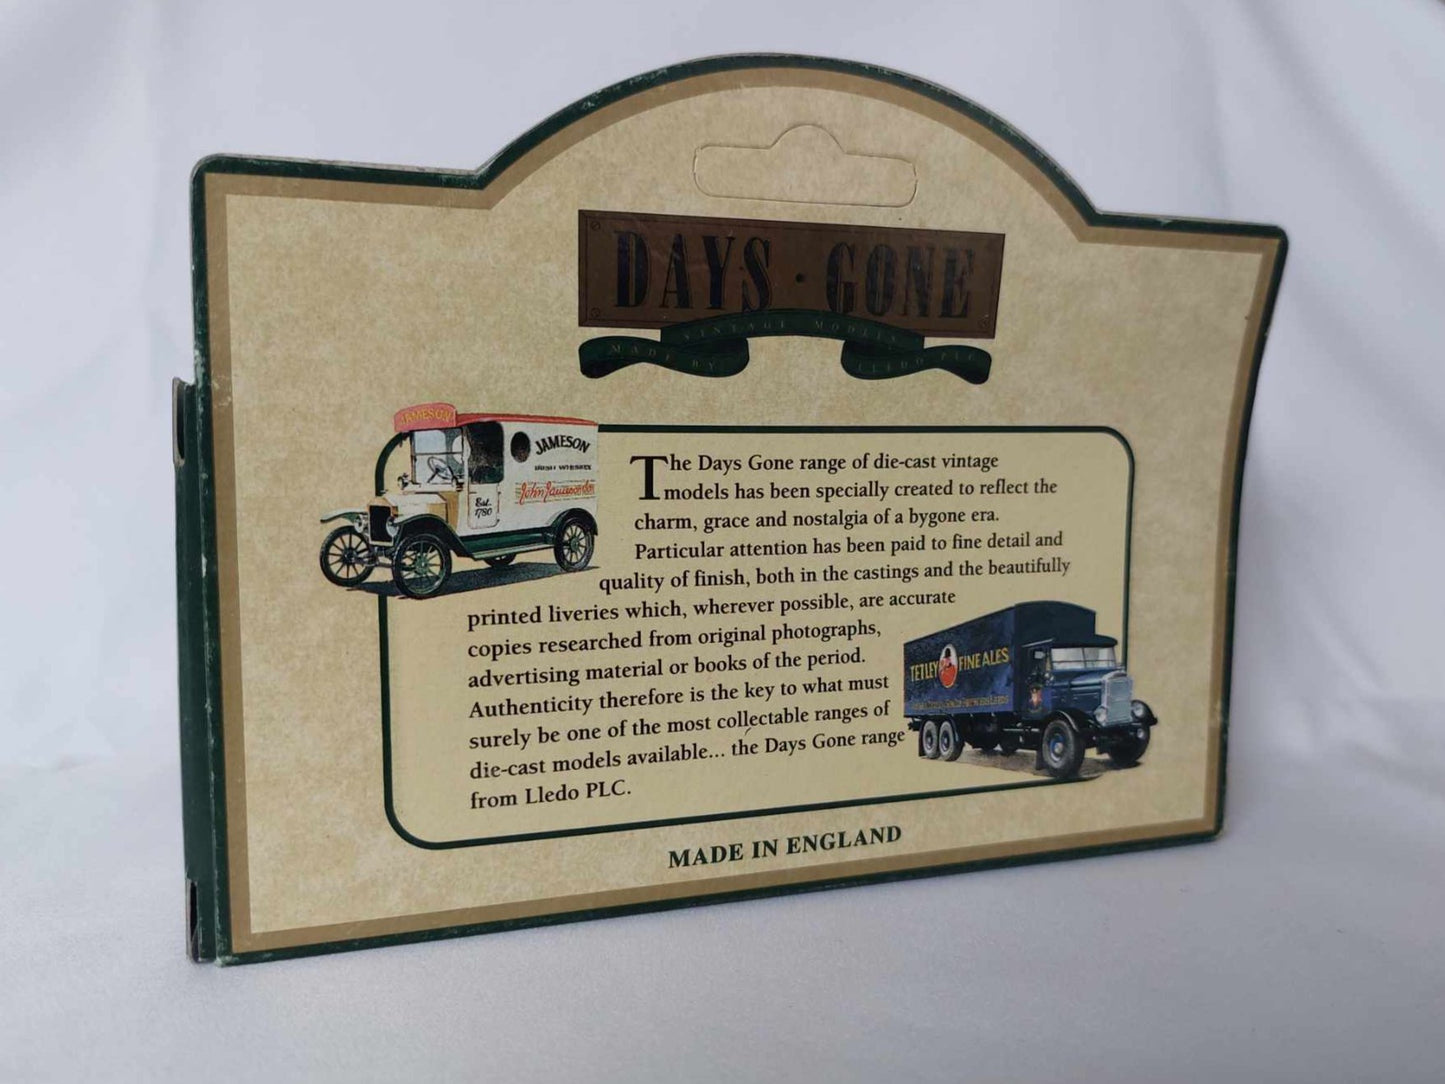 DAYS · GONE
VINTAGE MODELS
MADE BY LLEDO PLC
JAMESON
JAMESON
IRISH WHISKEY
John Jameson & Son
Est.
1780
The Days Gone range of die-cast vintage
models has been specially created to reflect the
charm, grace and nostalgia of a bygone era.
Particular attention has been paid to fine detail and
quality of finish, both in the castings and the beautifully
printed liveries which, wherever possible, are accurate
copies researched from original photographs,
advertising material or books of the period.
Authenticity therefore is the key to what must
surely be one of the most collectable ranges of
die-cast models available... the Days Gone range
from Lledo PLC.
TETLEY FINE ALES
MADE IN ENGLAND